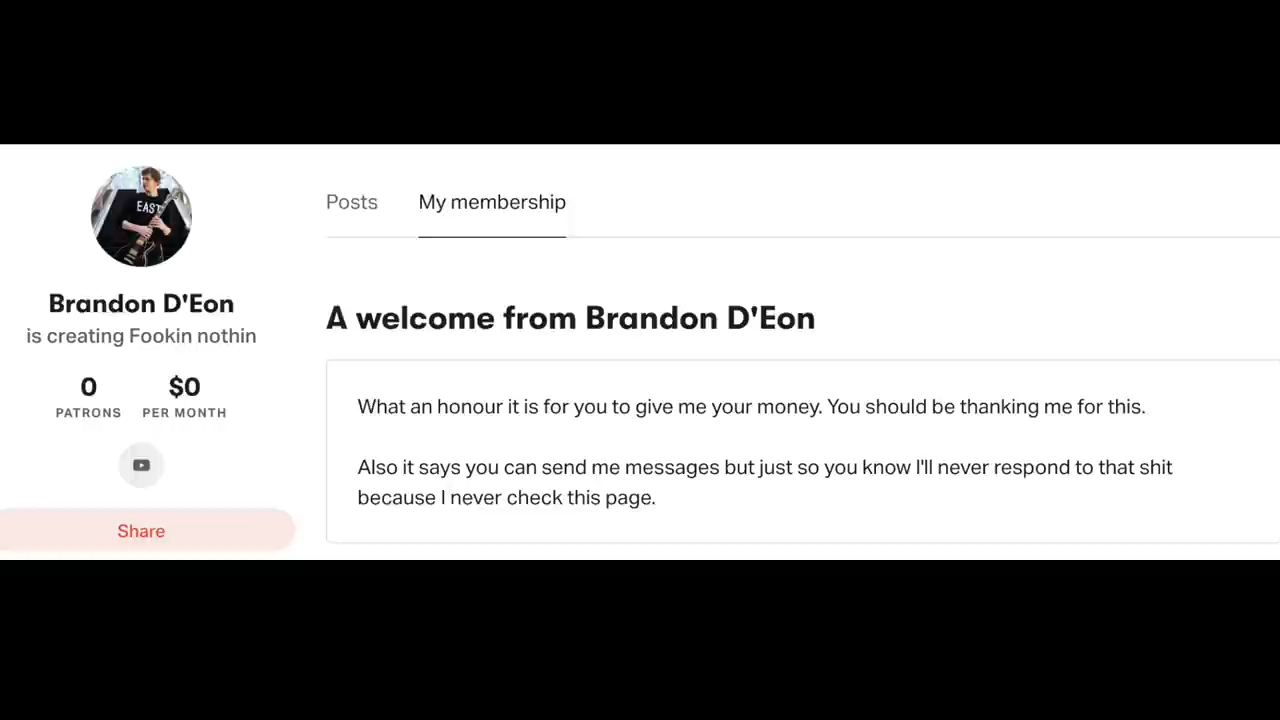 Posts My membership
EAST
Brandon D'Eon
is creating Fookin nothin
0 $0
PATRONS PER MONTH
Share
A welcome from Brandon D'Eon
What an honour it is for you to give me your money. You should be thanking me for this.
Also it says you can send me messages but just so you know I'll never respond to that shit
because I never check this page.